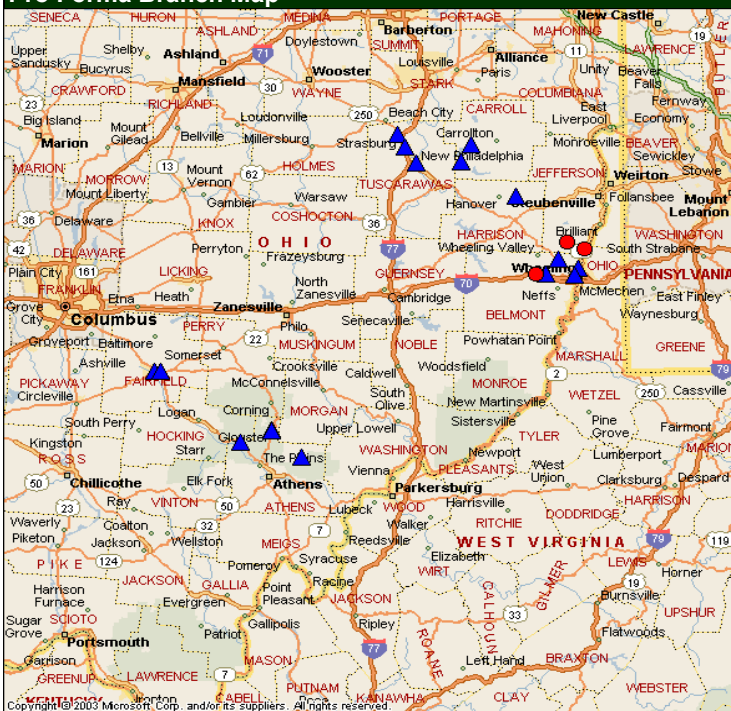 Pro Forma Branch Map
SENECA HURON ASHLAND MEDINA PORTAGE MAHONING New Castle
Barberton 19
Upper Sandusky Shelby Ashland 71 Doylestown SUMMIT Alliance 11 LAWRENCE BUTLER
Bucyrus Wooster Louisville Paris Unity Beaver Falls
CRAWFORD Mansfield 30 WAYNE STARK COLUMBIANA Fernway
23 RICHLAND Loudonville 250 Beach City CARROLL East Liverpool Economy
Big Island Mount Gilead Bellville Millersburg Strasburg Carrollton Monroeville BEAVER
Marion New Philadelphia Sewickley
MARION 13 Mount Vernon 62 HOLMES TUSCARAWAS JEFFERSON Weirton Stowe
MORROW Mount Liberty Gambier Warsaw Hanover Steubenville Follansbee Mount Lebanon
36 Delaware KNOX COSHOCTON 36 HARRISON Brilliant WASHINGTON
42 DELAWARE Perryton OHIO Frazeysburg 77 Wheeling Valley South Strabane
Plain City 161 LICKING GUERNSEY Wheeling OHIO PENNSYLVANIA
FRANKLIN Etna Heath North Zanesville 70 Neffs McMechen East Finley
Grove City Columbus Zanesville Cambridge BELMONT Waynesburg
Groveport Baltimore PERRY Philo Senecaville Powhatan Point
Ashville Somerset 22 MUSKINGUM NOBLE MARSHALL GREENE
PICKAWAY FAIRFIELD Crooksville Caldwell Woodsfield 2 79
Circleville McConnelsville South Olive MONROE WETZEL 250 Cassville
Logan Corning MORGAN New Martinsville
South Perry Upper Lowell Sistersville Pine Grove Fairmont
Kingston HOCKING Glouster TYLER MARION
ROSS Starr The Plains WASHINGTON Newport Lumberport
50 Chillicothe Elk Fork Athens Vienna PLEASANTS West Union Clarksburg Despard
23 Ray VINTON 50 ATHENS Lubeck Parkersburg Harrisville HARRISON
Waverly Coalton 32 WOOD DODDRIDGE
Piketon Jackson Wellston MEIGS 7 Reedsville Walker RITCHIE 79 119
PIKE 124 Pomeroy Syracuse Elizabeth WEST VIRGINIA LEWIS
JACKSON GALLIA Point Pleasant Racine WIRT GILMER 19 Horner
Harrison Furnace Evergreen JACKSON CALHOUN Burnsville
Sugar Grove SCIOTO Patriot Gallipolis Ripley 33 UPSHUR
Portsmouth MASON 77 ROANE Flatwoods
Garrison 7 Left Hand BRAXTON
GREENUP LAWRENCE PUTNAM WEBSTER
KENTUCKY Ironton CABELL KANAWHA CLAY
Copyright © 2003 Microsoft Corp. and/or its suppliers. All rights reserved.